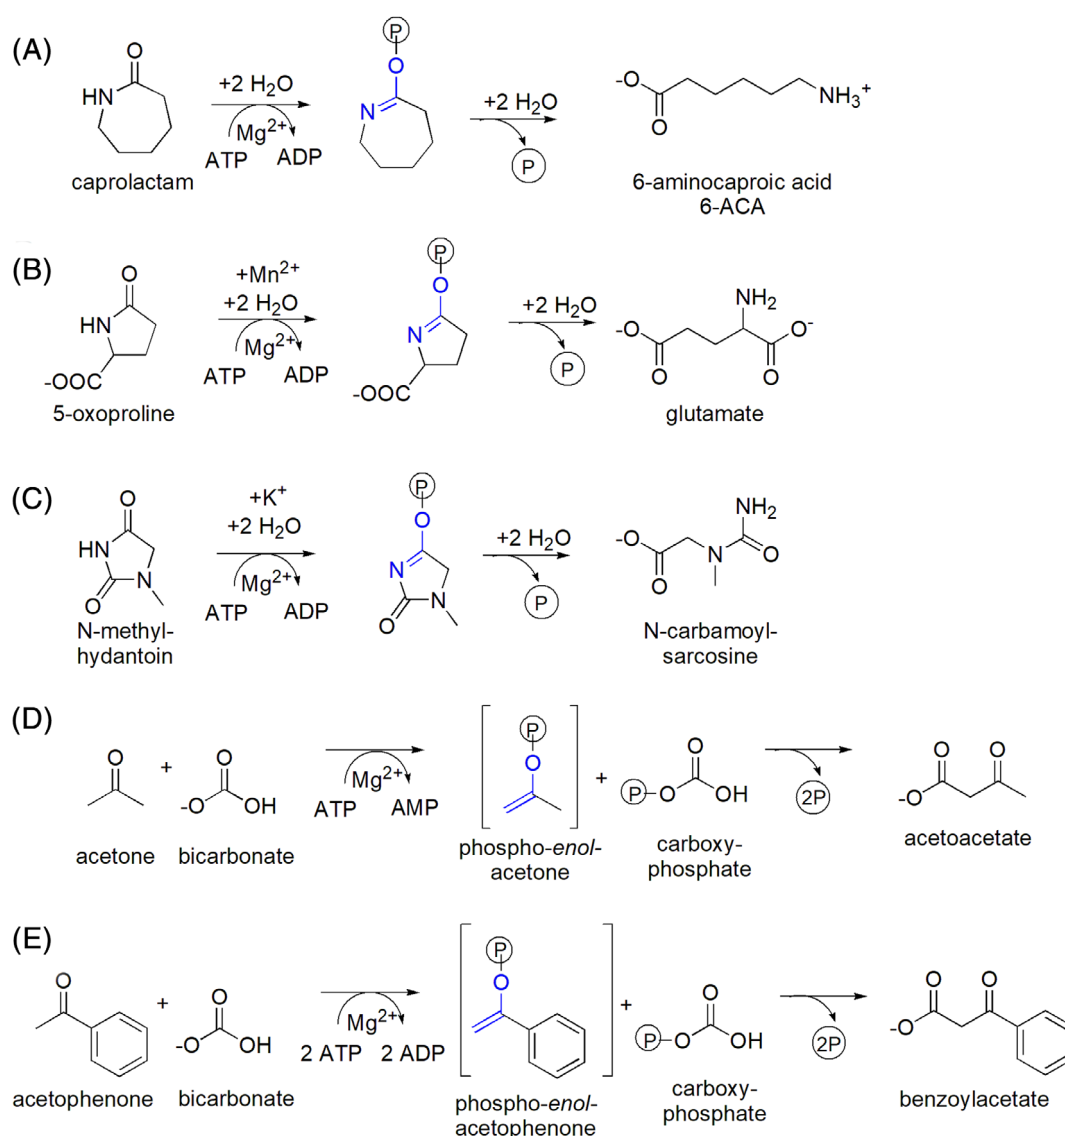 (A)
O
HN
caprolactam
+2 H2O
Mg2+
ATP ADP
P
O
N
+2 H2O
P
-O
O
NH3+
6-aminocaproic acid
6-ACA
(B)
O
HN
-OOC
5-oxoproline
+Mn2+
+2 H2O
Mg2+
ATP ADP
P
O
N
-OOC
+2 H2O
P
NH2
-O O-
O O
glutamate
(C)
O
HN
N
O
N-methyl-
hydantoin
+K+
+2 H2O
Mg2+
ATP ADP
P
O
N
N
O
+2 H2O
P
NH2
-O N O
O
N-carbamoyl-
sarcosine
(D)
O
acetone
+
O
-O OH
bicarbonate
Mg2+
ATP AMP
P
O
phospho-enol-
acetone
+
O
P O OH
carboxy-
phosphate
2P
O O
-O
acetoacetate
(E)
O
acetophenone
+
O
-O OH
bicarbonate
Mg2+
2 ATP 2 ADP
P
O
phospho-enol-
acetophenone
+
O
P O OH
carboxy-
phosphate
2P
O O
-O
benzoylacetate